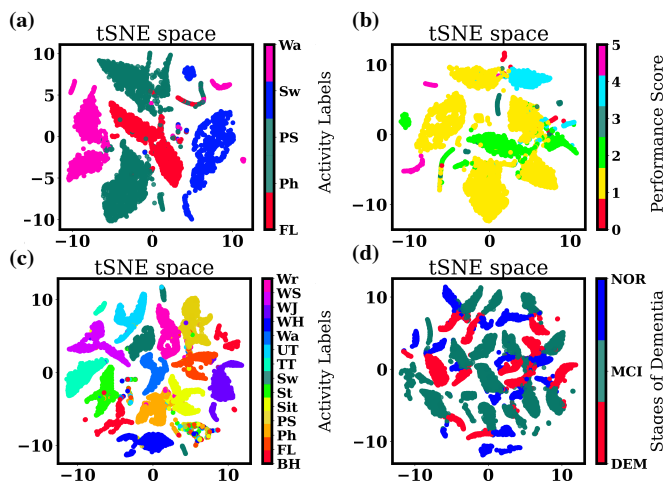 (a)
tSNE space
10
5
0
−5
−10
−10
0
10
Wa
Sw
PS
Ph
FL
Activity Labels
(b)
tSNE space
10
0
−10
−10
0
10
5
4
3
2
1
0
Performance Score
(c)
tSNE space
10
0
−10
−10
0
10
Wr
WS
WJ
WH
Wa
UT
TT
Sw
St
Sit
PS
Ph
FL
BH
Activity Labels
(d)
tSNE space
10
0
−10
−10
0
10
NOR
MCI
DEM
Stages of Dementia